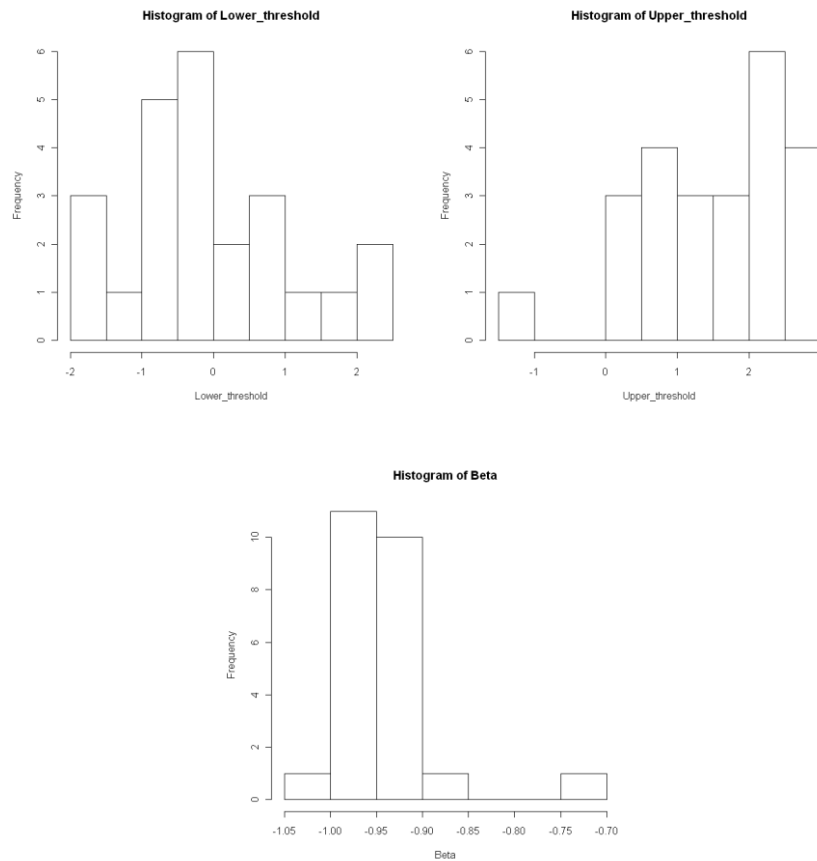 Histogram of Lower_threshold
Frequency
0 1 2 3 4 5 6
-2 -1 0 1 2
Lower_threshold
Histogram of Upper_threshold
Frequency
0 1 2 3 4 5 6
-1 0 1 2
Upper_threshold
Histogram of Beta
Frequency
0 2 4 6 8 10
-1.05 -1.00 -0.95 -0.90 -0.85 -0.80 -0.75 -0.70
Beta